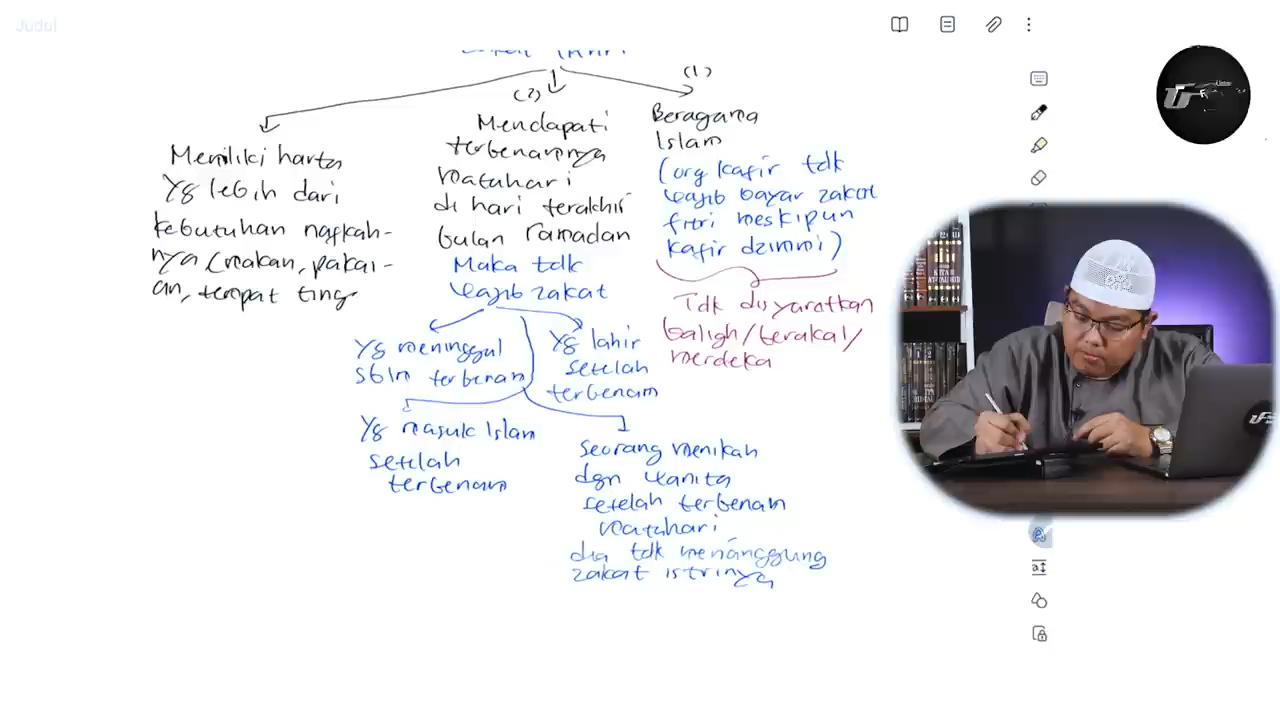 Judul
(1)
Beragama
Islam
(org kafir tdk
wajib bayar zakat
fitri meskipun
kafir dzimmi)
Tdk disyaratkan
baligh/berakal/
merdeka
(2)
Mendapati
terbenamnya
matahari
di hari terakhir
bulan ramadan
Maka tdk
wajib zakat
Yg lahir
setelah
terbenam
Yg meninggal
sblm terbenam
Yg masuk Islam
setelah
terbenam
Seorang menikah
dgn wanita
setelah terbenam
matahari
dia tdk menanggung
zakat istrinya
Memiliki harta
Yg lebih dari
kebutuhan nafkah-
nya (makan, pakai-
an, tempat ting
UF